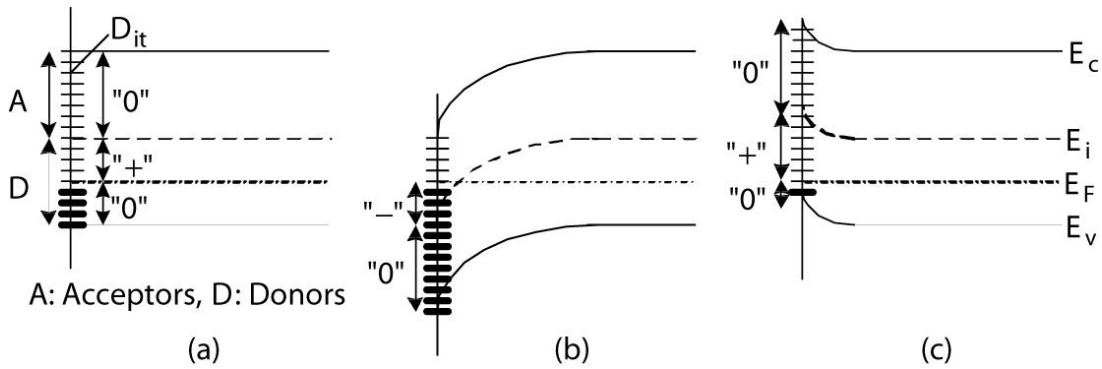 D_it
A
"0"
"+"
D
"0"
A: Acceptors, D: Donors
(a)
"–"
"0"
(b)
"0"
"+"
"0"
E_c
E_i
E_F
E_v
(c)